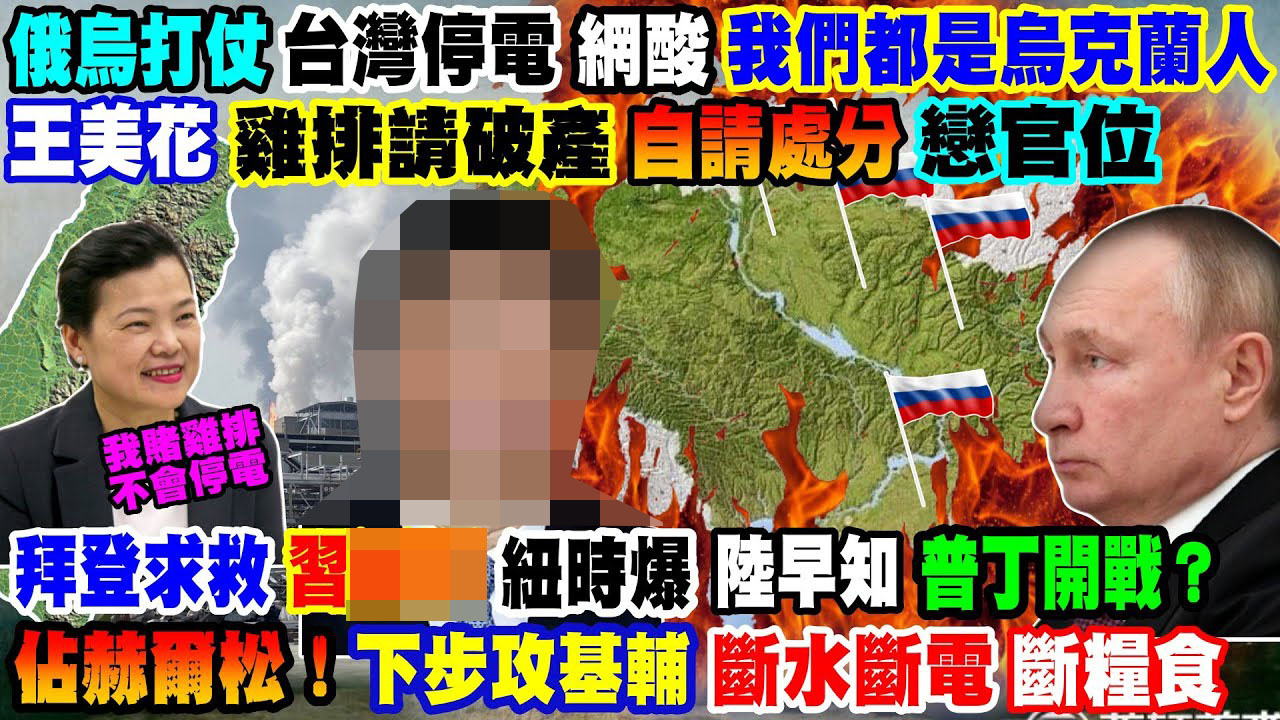 俄烏打仗 台灣停電 網酸 我們都是烏克蘭人
王美花 雞排請破產 自請處分 戀官位
我賭雞排
不會停電
拜登求救 習 紐時爆 陸早知 普丁開戰?
佔赫爾松! 下步攻基輔 斷水斷電 斷糧食